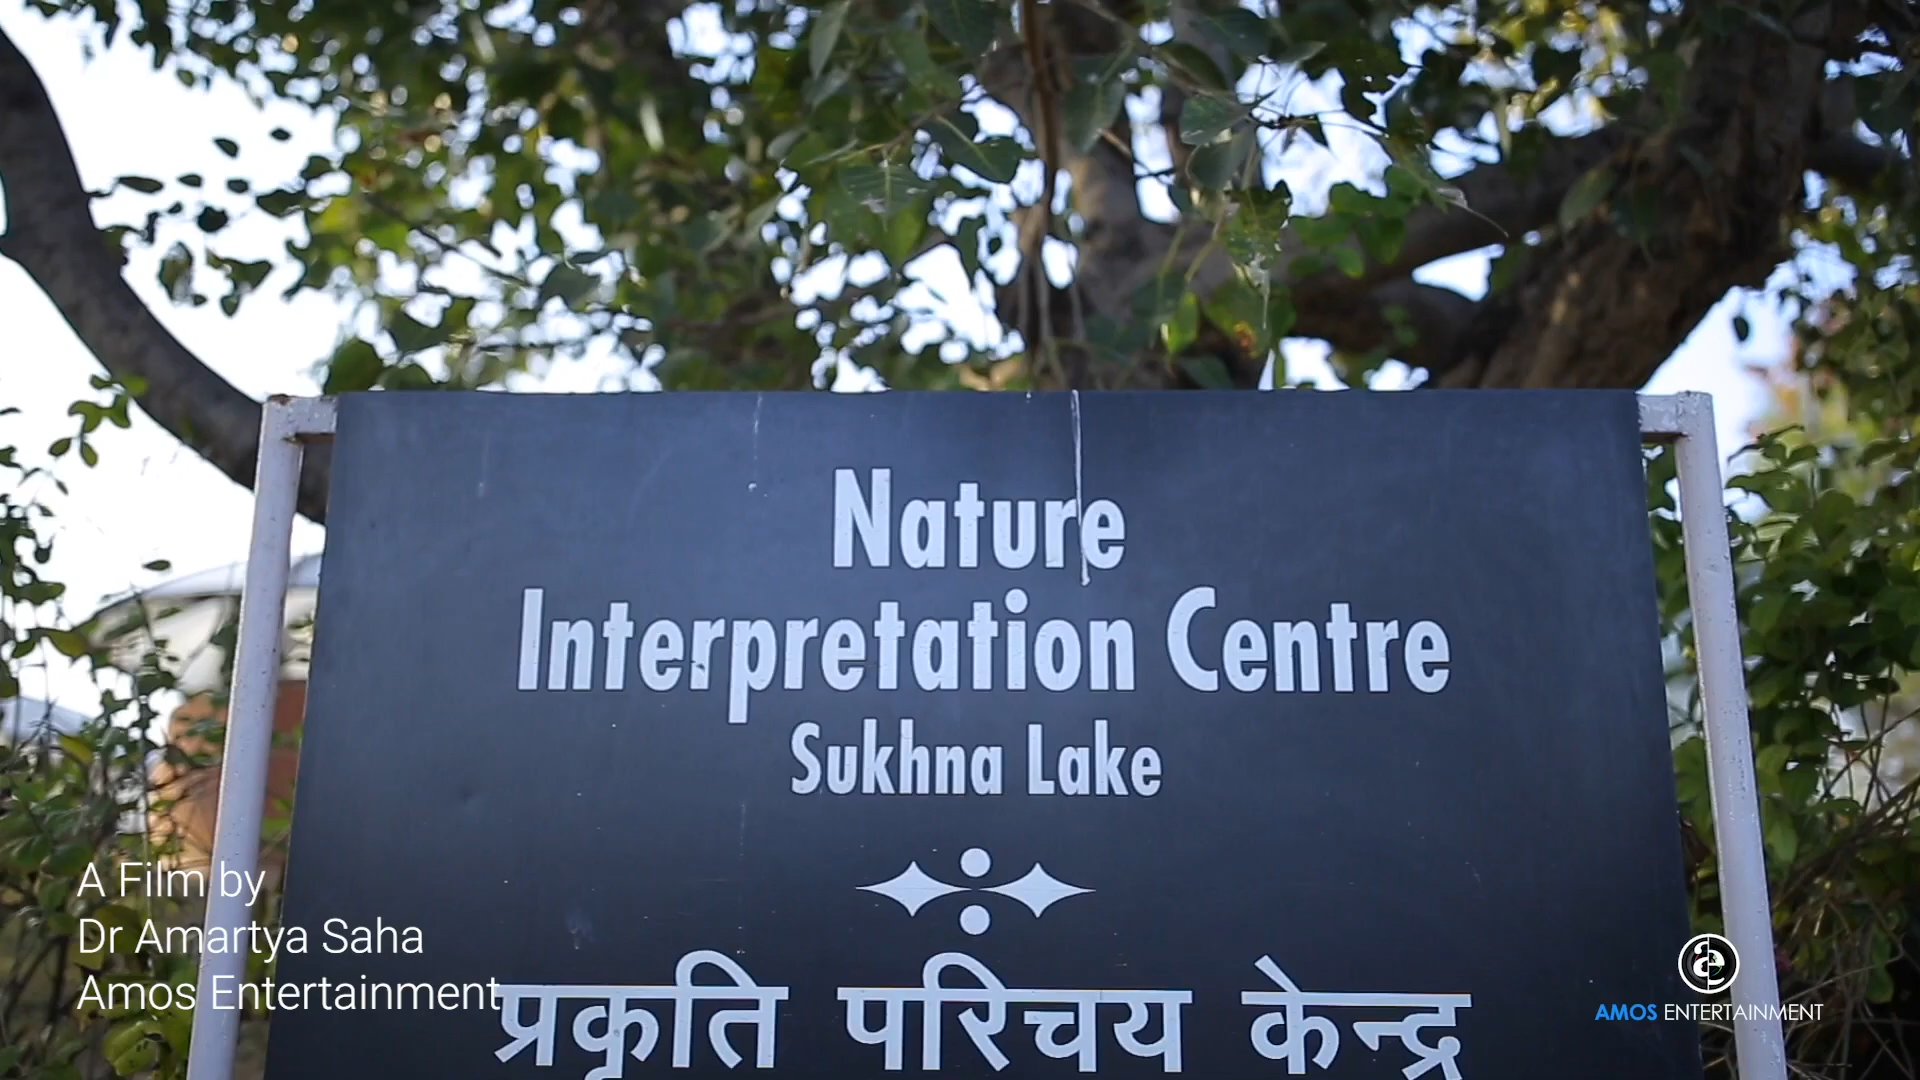 Nature
Interpretation Centre
Sukhna Lake
प्रकृति परिचय केन्द्र
A Film by
Dr Amartya Saha
Amos Entertainment
AMOS ENTERTAINMENT